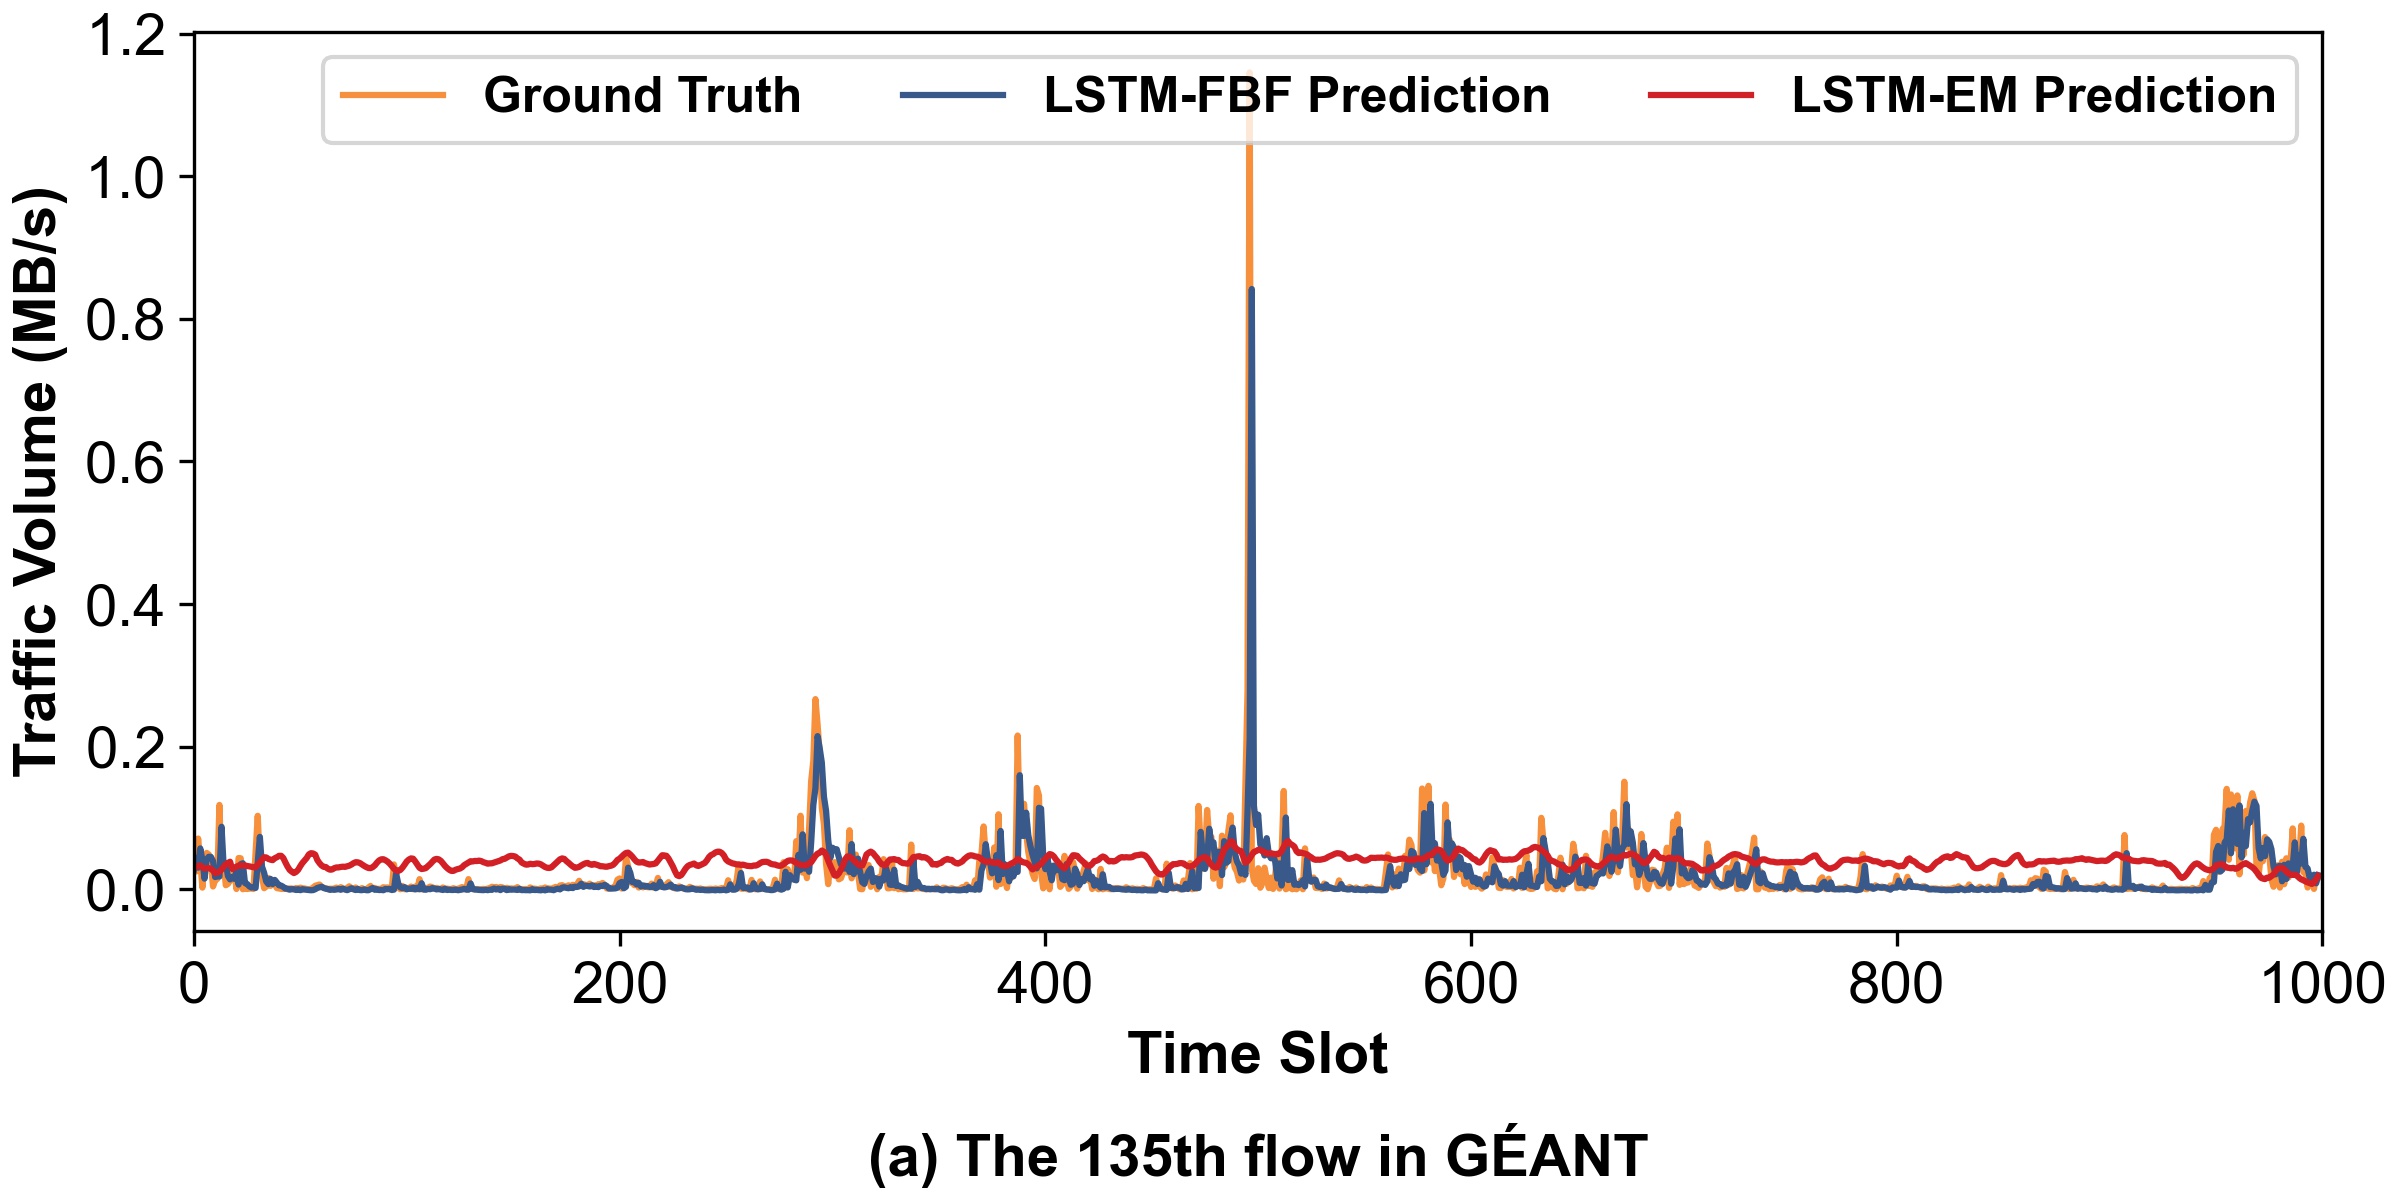 1.2
1.0
0.8
0.6
0.4
0.2
0.0
Traffic Volume (MB/s)
Ground Truth LSTM-FBF Prediction LSTM-EM Prediction
0 200 400 600 800 1000
Time Slot
(a) The 135th flow in GÉANT